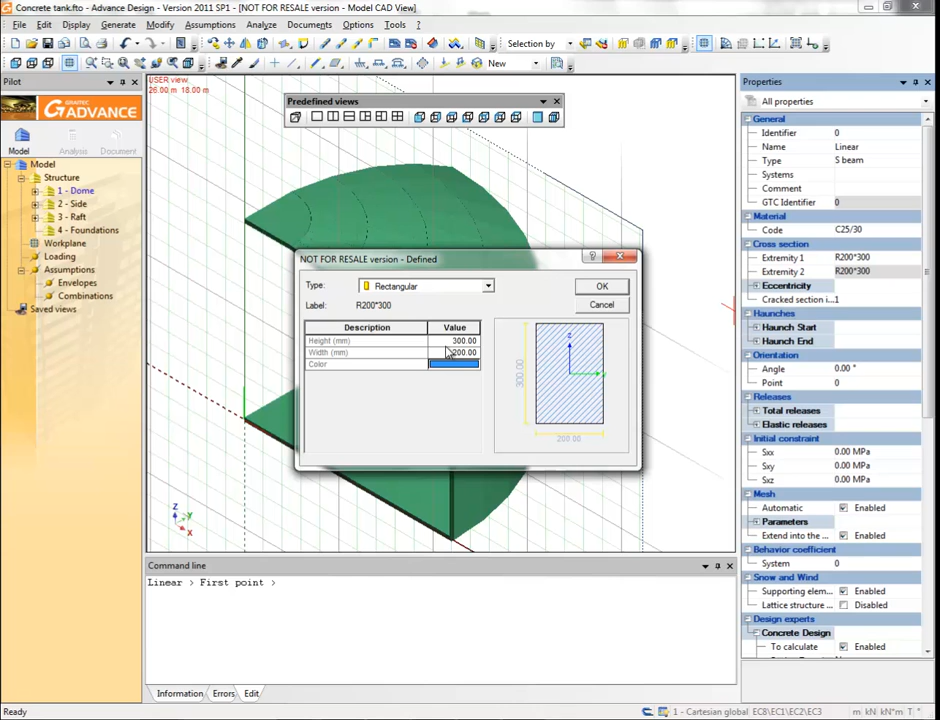 Concrete tank.fto - Advance Design - Version 2011 SP1 - [NOT FOR RESALE version - Model CAD View]
File Edit Display Generate Modify Assumptions Analyze Documents Options Tools ?
Selection by
New
Pilot
GRAITEC
ADVANCE
Model Analysis Document
Model
Structure
1 - Dome
2 - Side
3 - Raft
4 - Foundations
Workplane
Loading
Assumptions
Envelopes
Combinations
Saved views
USER view
26.00 m 18.00 m
Predefined views
NOT FOR RESALE version - Defined
Type: Rectangular
OK
Label: R200*300
Cancel
Description Value
Height (mm) 300.00
Width (mm) 200.00
Color
Z
300.00
200.00
Z
Y
X
Command line
Linear > First point >
Information Errors Edit
Ready
1 - Cartesian global EC8/EC1/EC2/EC3 m kN kN*m T °
Properties
All properties
General
Identifier 0
Name Linear
Type S beam
Systems
Comment
GTC Identifier 0
Material
Code C25/30
Cross section
Extremity 1 R200*300
Extremity 2 R200*300
Eccentricity
Cracked section i... 1
Haunches
Haunch Start
Haunch End
Orientation
Angle 0.00 °
Point 0
Releases
Total releases
Elastic releases
Initial constraint
Sxx 0.00 MPa
Sxy 0.00 MPa
Sxz 0.00 MPa
Mesh
Automatic Enabled
Parameters
Extend into the... Enabled
Behavior coefficient
System 0
Snow and Wind
Supporting elem... Enabled
Lattice structure Disabled
Design experts
Concrete Design
To calculate Enabled